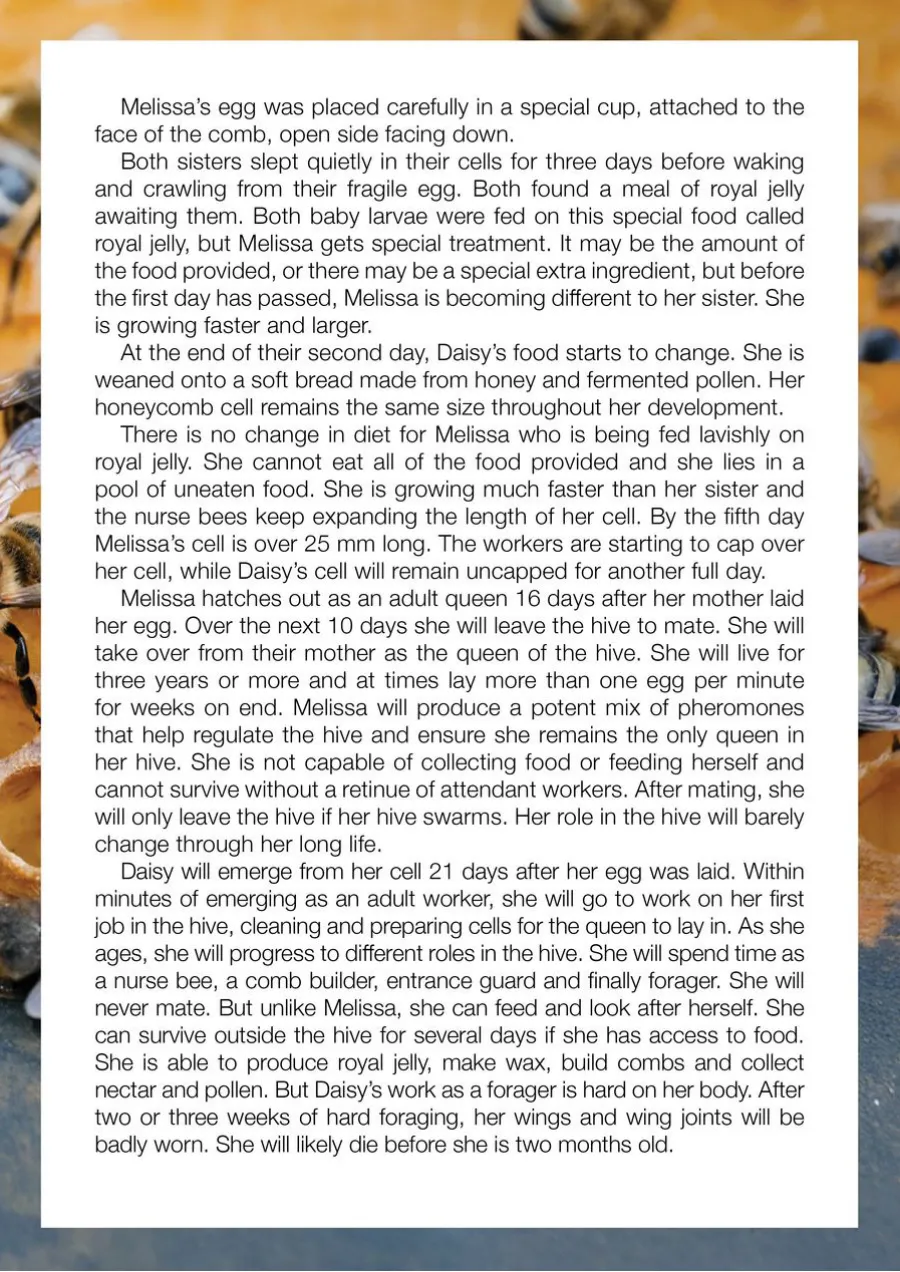 Melissa’s egg was placed carefully in a special cup, attached to the
face of the comb, open side facing down.
Both sisters slept quietly in their cells for three days before waking
and crawling from their fragile egg. Both found a meal of royal jelly
awaiting them. Both baby larvae were fed on this special food called
royal jelly, but Melissa gets special treatment. It may be the amount of
the food provided, or there may be a special extra ingredient, but before
the first day has passed, Melissa is becoming different to her sister. She
is growing faster and larger.
At the end of their second day, Daisy’s food starts to change. She is
weaned onto a soft bread made from honey and fermented pollen. Her
honeycomb cell remains the same size throughout her development.
There is no change in diet for Melissa who is being fed lavishly on
royal jelly. She cannot eat all of the food provided and she lies in a
pool of uneaten food. She is growing much faster than her sister and
the nurse bees keep expanding the length of her cell. By the fifth day
Melissa’s cell is over 25 mm long. The workers are starting to cap over
her cell, while Daisy’s cell will remain uncapped for another full day.
Melissa hatches out as an adult queen 16 days after her mother laid
her egg. Over the next 10 days she will leave the hive to mate. She will
take over from their mother as the queen of the hive. She will live for
three years or more and at times lay more than one egg per minute
for weeks on end. Melissa will produce a potent mix of pheromones
that help regulate the hive and ensure she remains the only queen in
her hive. She is not capable of collecting food or feeding herself and
cannot survive without a retinue of attendant workers. After mating, she
will only leave the hive if her hive swarms. Her role in the hive will barely
change through her long life.
Daisy will emerge from her cell 21 days after her egg was laid. Within
minutes of emerging as an adult worker, she will go to work on her first
job in the hive, cleaning and preparing cells for the queen to lay in. As she
ages, she will progress to different roles in the hive. She will spend time as
a nurse bee, a comb builder, entrance guard and finally forager. She will
never mate. But unlike Melissa, she can feed and look after herself. She
can survive outside the hive for several days if she has access to food.
She is able to produce royal jelly, make wax, build combs and collect
nectar and pollen. But Daisy’s work as a forager is hard on her body. After
two or three weeks of hard foraging, her wings and wing joints will be
badly worn. She will likely die before she is two months old.